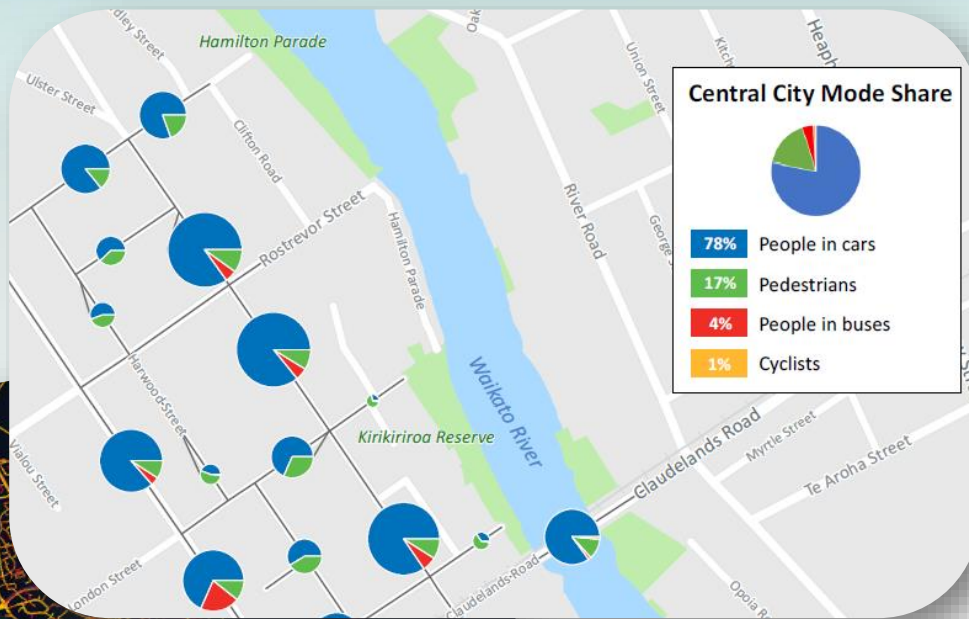 Hamilton Parade
Ulster Street
Clifton Road
Rostrevor Street
Hamilton Parade
Harwood Street
Vialou Street
London Street
Kirikiriroa Reserve
Waikato River
Claudelands Road
Claudelands Road
River Road
Union Street
Myrtle Street
Te Aroha Street
Central City Mode Share
78% People in cars
17% Pedestrians
4% People in buses
1% Cyclists